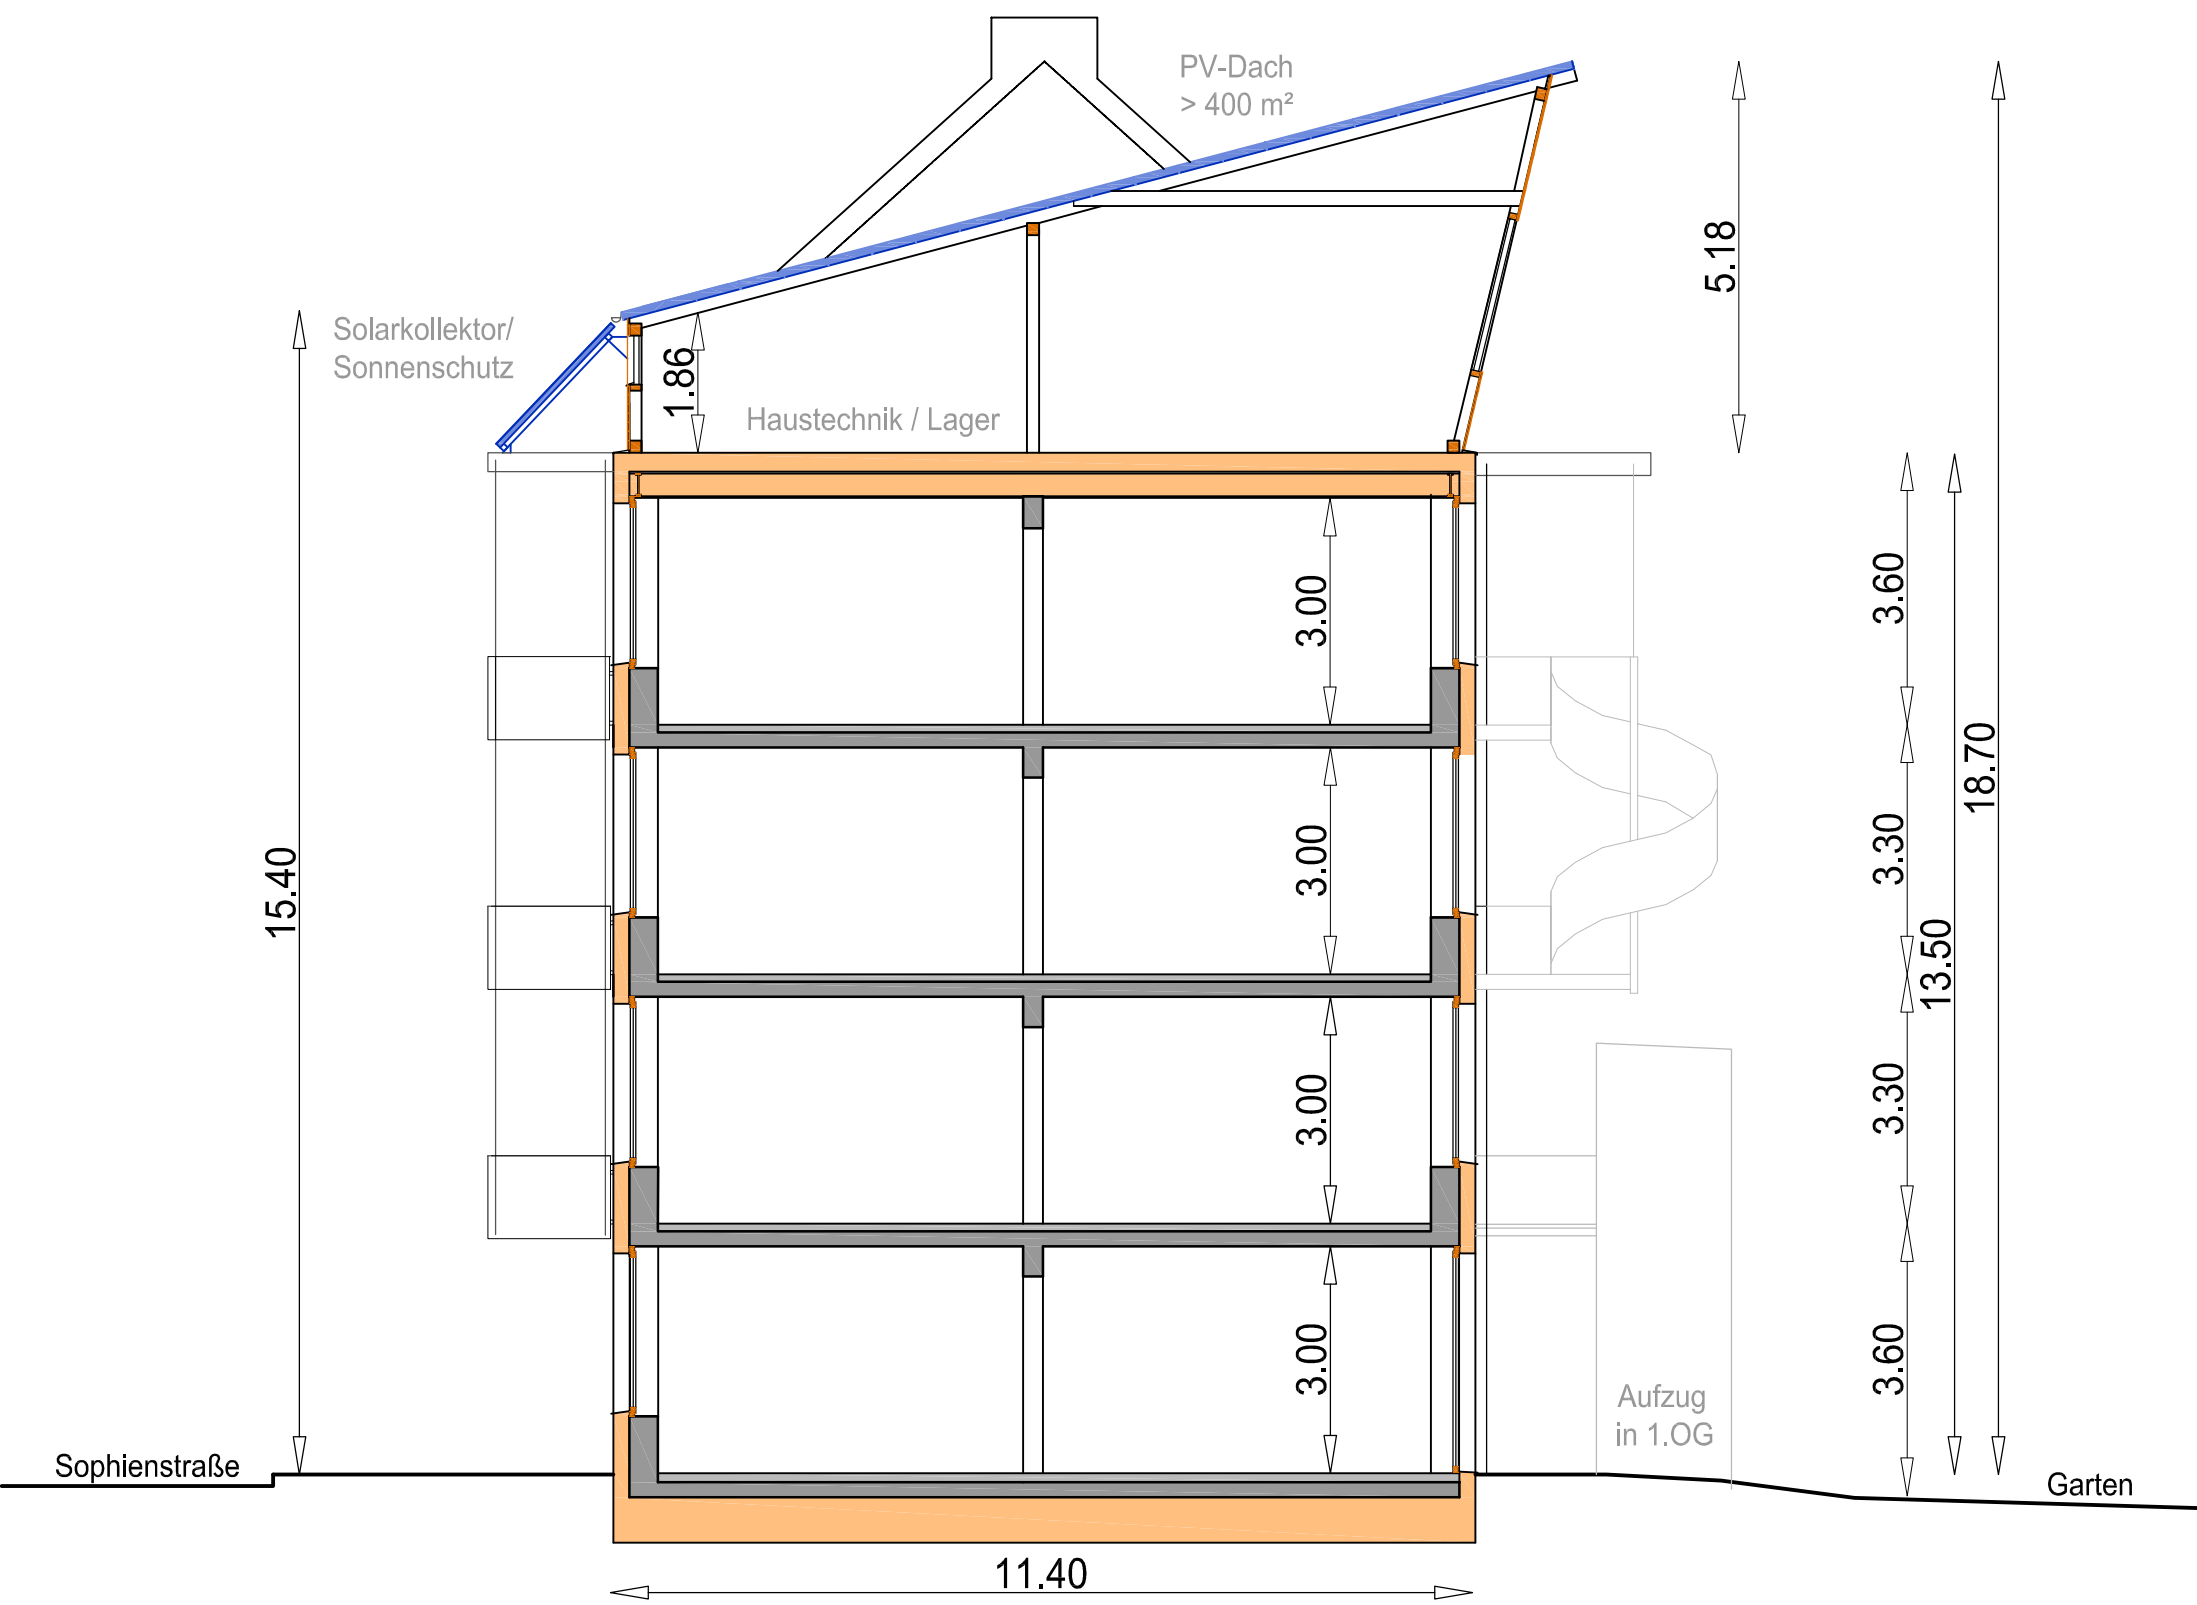 PV-Dach
> 400 m²
5.18
Solarkollektor/
Sonnenschutz
1.86
Haustechnik / Lager
3.00
3.60
18.70
3.00
3.30
15.40
13.50
3.00
3.30
3.00
3.60
Aufzug
in 1.OG
Sophienstraße
Garten
11.40